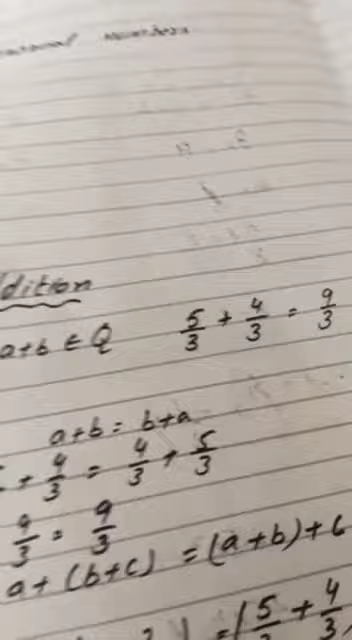 Numbers
dition
a+b ∈ Q 5/3 + 4/3 = 9/3
a+b = b+a
+ 4/3 = 4/3 + 5/3
9/3 = 9/3
a + (b+c) = (a+b)+c
= (5 + 4/3